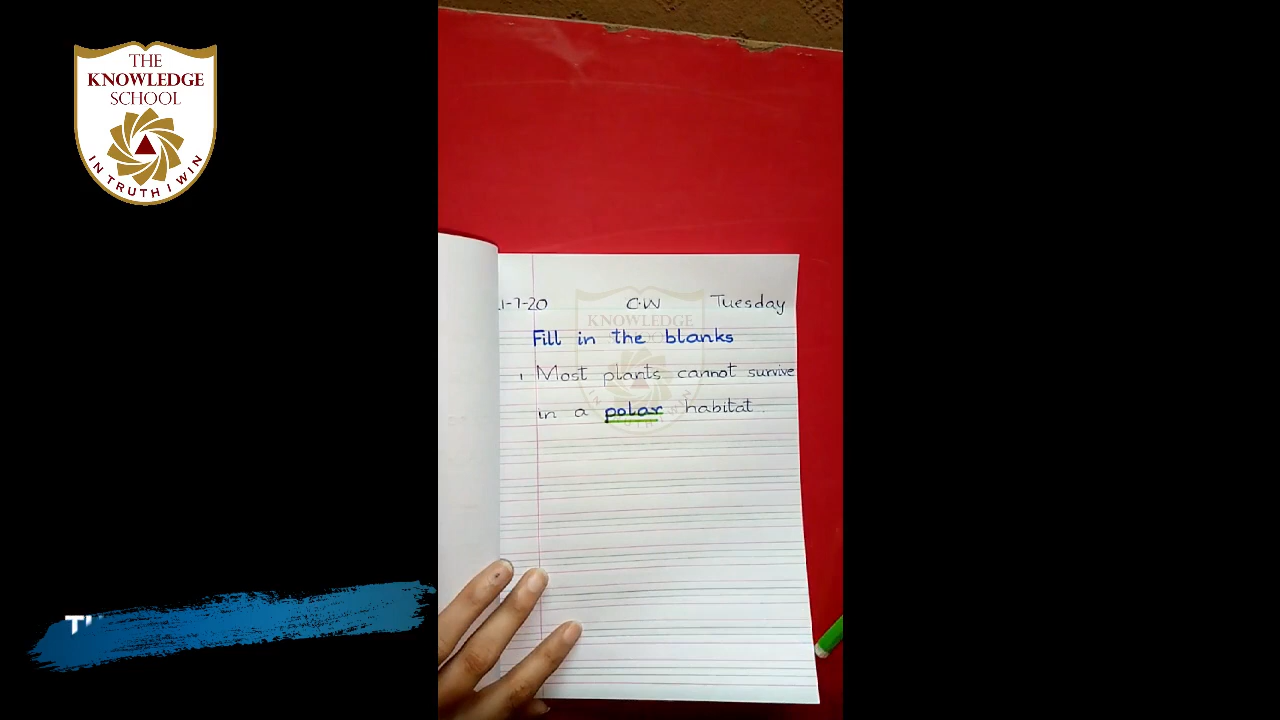 THE
KNOWLEDGE
SCHOOL
IN TRUTH I WIN
1-7-20 C.W Tuesday
Fill in the blanks
1 Most plants cannot survive
in a polar habitat.
KNOWLEDGE